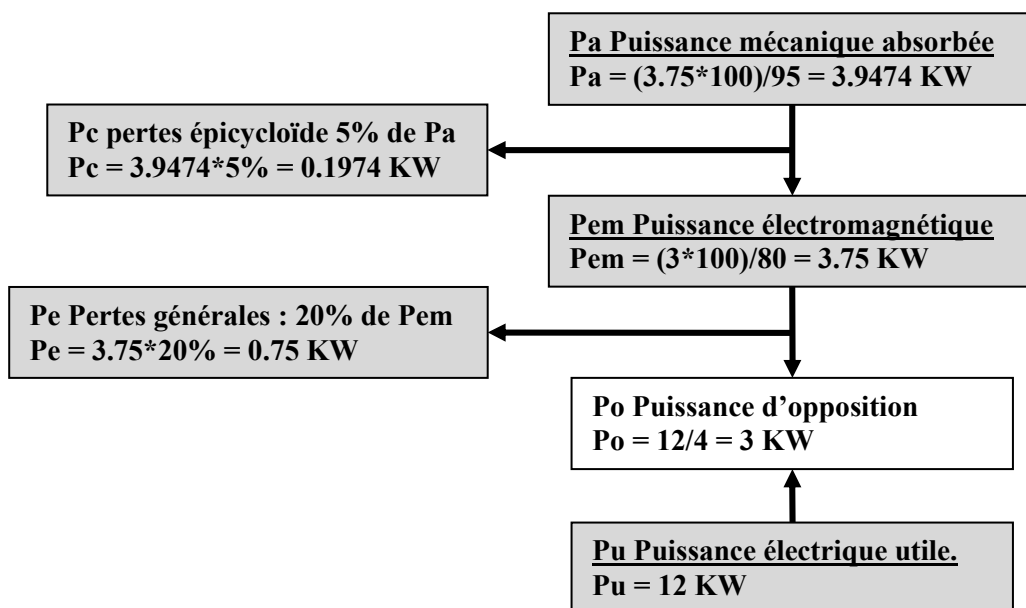 Pa Puissance mécanique absorbée
Pa = (3.75*100)/95 = 3.9474 KW
Pc pertes épicycloïde 5% de Pa
Pc = 3.9474*5% = 0.1974 KW
Pem Puissance électromagnétique
Pem = (3*100)/80 = 3.75 KW
Pe Pertes générales : 20% de Pem
Pe = 3.75*20% = 0.75 KW
Po Puissance d’opposition
Po = 12/4 = 3 KW
Pu Puissance électrique utile.
Pu = 12 KW